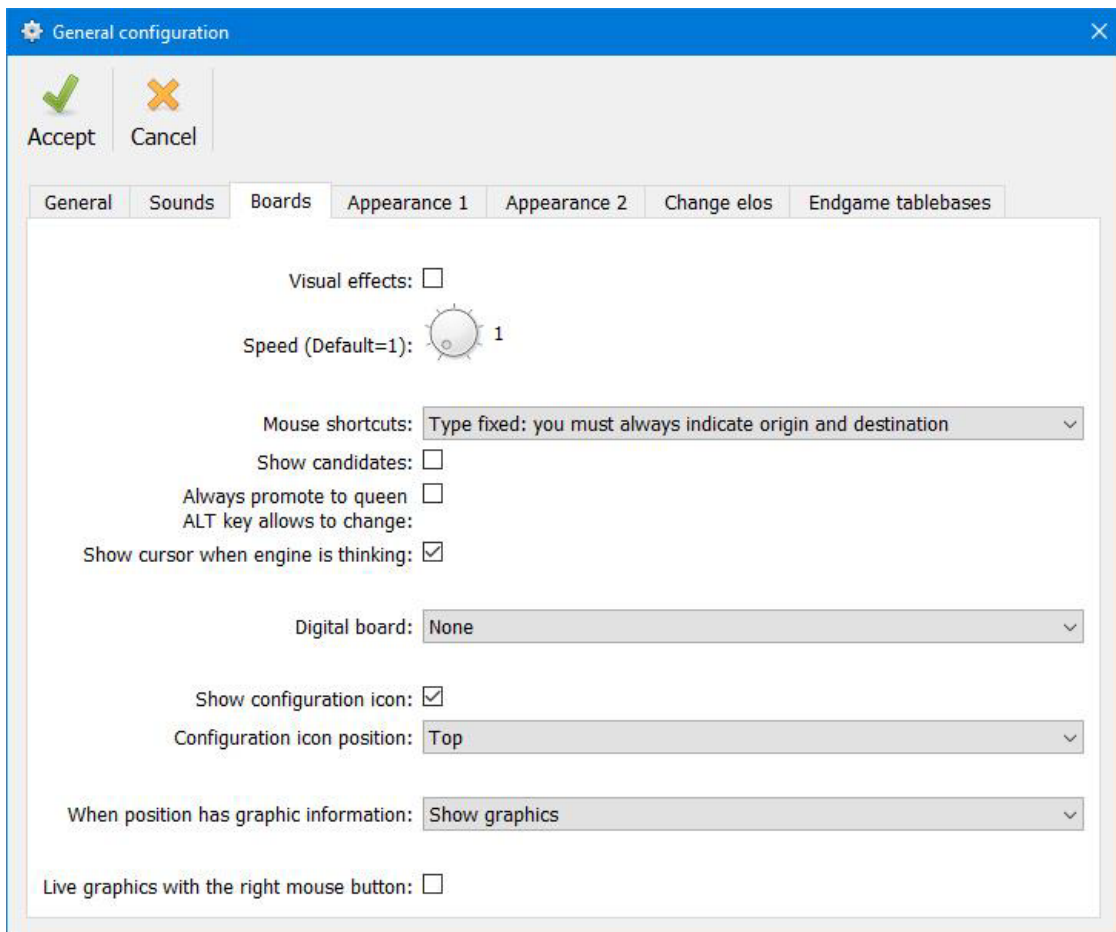 General configuration
Accept Cancel
General Sounds Boards Appearance 1 Appearance 2 Change elos Endgame tablebases
Visual effects:
Speed (Default=1): 1
Mouse shortcuts: Type fixed: you must always indicate origin and destination
Show candidates:
Always promote to queen
ALT key allows to change:
Show cursor when engine is thinking:
Digital board: None
Show configuration icon:
Configuration icon position: Top
When position has graphic information: Show graphics
Live graphics with the right mouse button: